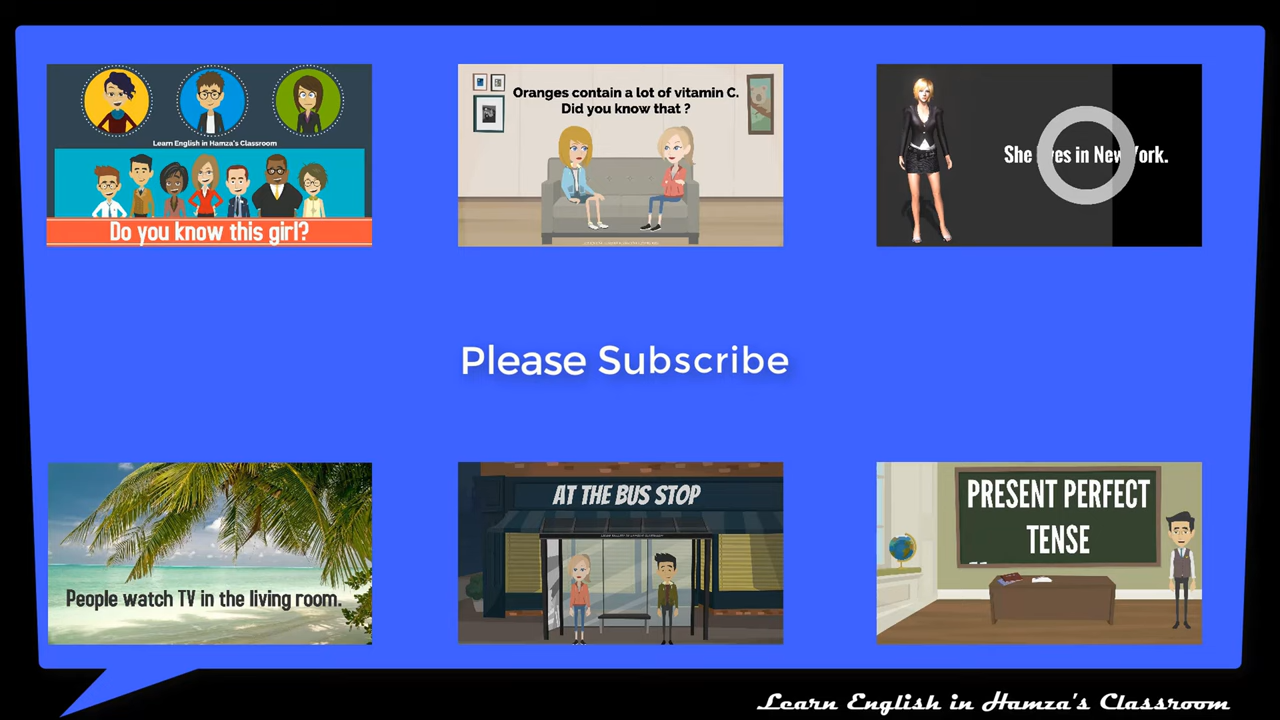 Learn English in Hamza's Classroom
Do you know this girl?
Oranges contain a lot of vitamin C.
Did you know that ?
She lives in New York.
Please Subscribe
People watch TV in the living room.
AT THE BUS STOP
PRESENT PERFECT
TENSE
Learn English in Hamza's Classroom